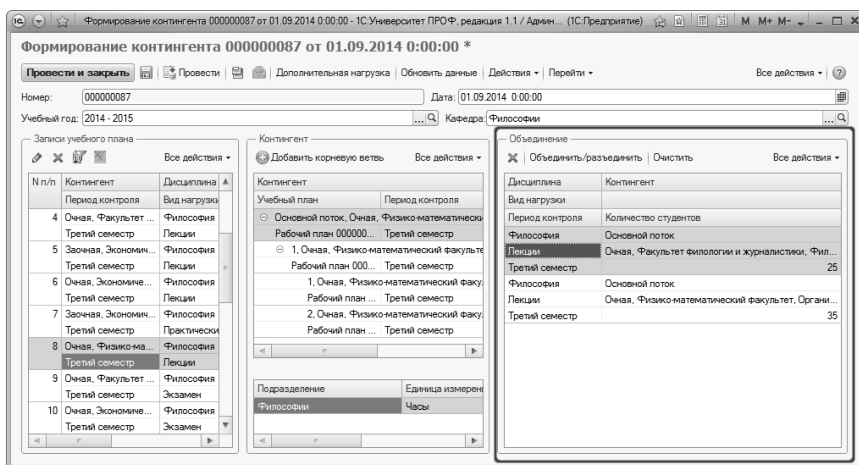 Формирование контингента 000000087 от 01.09.2014 0:00:00 - 1С:Университет ПРОФ, редакция 1.1 / Админ... (1С:Предприятие) M M+ M-
Формирование контингента 000000087 от 01.09.2014 0:00:00 *
Провести и закрыть Провести Дополнительная нагрузка Обновить данные Действия Перейти Все действия
Номер: 000000087 Дата: 01.09.2014 0:00:00
Учебный год: 2014 - 2015 ... Кафедра: Философии ...
Записи учебного плана
Все действия
N п/п Контингент Дисциплина
Период контроля Вид нагрузки
4 Очная, Факультет ... Философия
Третий семестр Лекции
5 Заочная, Экономич... Философия
Третий семестр Лекции
6 Очная, Экономиче... Философия
Третий семестр Лекции
7 Заочная, Экономич... Философия
Третий семестр Практически
8 Очная, Физико-ма... Философия
Третий семестр Лекции
9 Очная, Факультет ... Философия
Третий семестр Экзамен
10 Очная, Экономиче... Философия
Третий семестр Экзамен
Контингент
Добавить корневую ветвь Все действия
Контингент
Учебный план Период контроля
Основной поток, Очная, Физико-математически
Рабочий план 000000... Третий семестр
1, Очная, Физико-математический факульте
Рабочий план 000... Третий семестр
1, Очная, Физико-математический факу
Рабочий план ... Третий семестр
2, Очная, Физико-математический факу
Рабочий план ... Третий семестр
Подразделение Единица измерен
Философии Часы
Объединение
Объединить/разъединить Очистить Все действия
Дисциплина Контингент
Вид нагрузки
Период контроля Количество студентов
Философия Основной поток
Лекции Очная, Факультет филологии и журналистики, Фил...
Третий семестр 25
Философия Основной поток
Лекции Очная, Физико-математический факультет, Органи...
Третий семестр 35